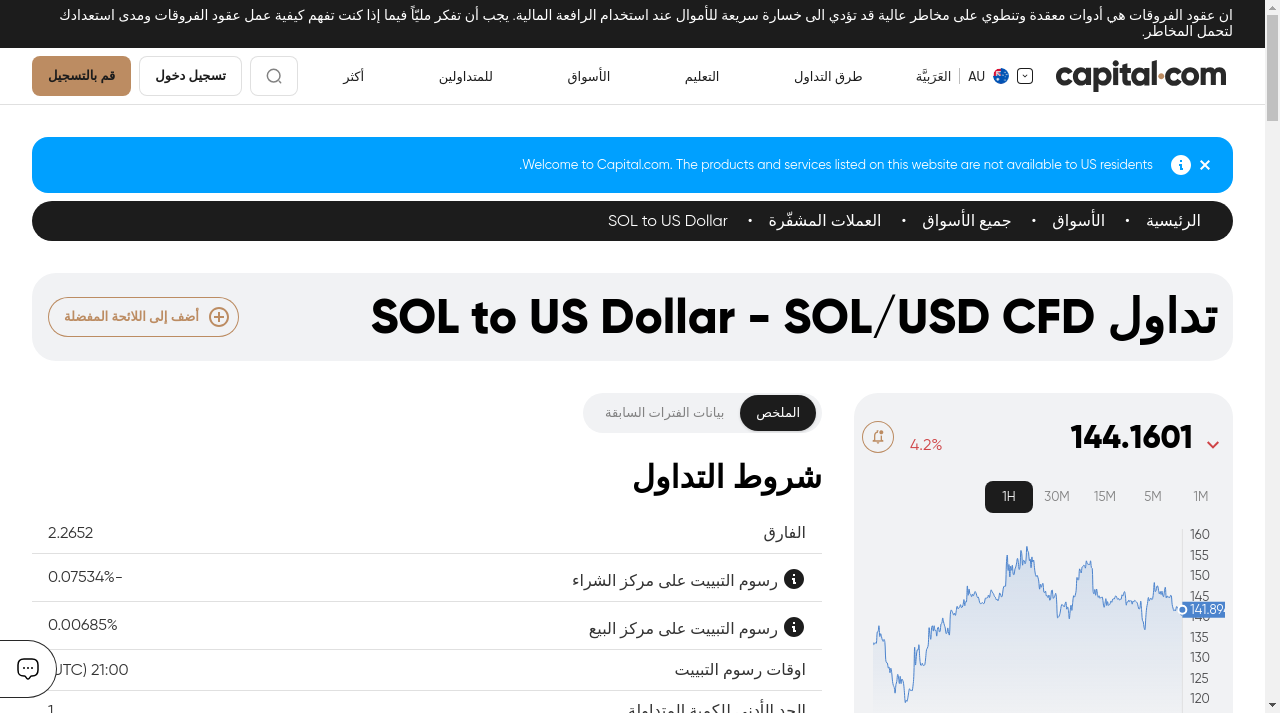 ان عقود الفروقات هي أدوات معقدة وتنطوي على مخاطر عالية قد تؤدي الى خسارة سريعة للأموال عند استخدام الرافعة المالية. يجب أن تفكر مليّاً فيما إذا كنت تفهم كيفية عمل عقود الفروقات ومدى استعدادك
لتحمل المخاطر.
capital.com
AU
العَرَبيَّة
طرق التداول
التعليم
الأسواق
للمتداولين
أكثر
تسجيل دخول
قم بالتسجيل
Welcome to Capital.com. The products and services listed on this website are not available to US residents.
الرئيسية • الأسواق • جميع الأسواق • العملات المشفّرة • SOL to US Dollar
تداول SOL to US Dollar - SOL/USD CFD
أضف إلى اللائحة المفضلة
144.1601
4.2%
1M
5M
15M
30M
1H
160
155
150
145
141.894
135
130
125
120
الملخص
بيانات الفترات السابقة
شروط التداول
الفارق 2.2652
رسوم التبييت على مركز الشراء -0.07534%
رسوم التبييت على مركز البيع 0.00685%
اوقات رسوم التبييت 21:00 (UTC)
الحد الأدنى للكمية المتداولة 1